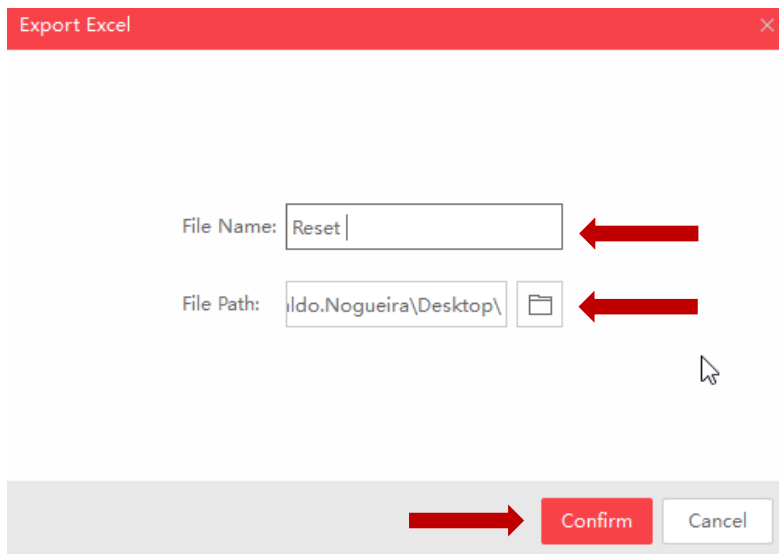 Export Excel
File Name: Reset
File Path: ldo.Nogueira\Desktop\
Confirm Cancel